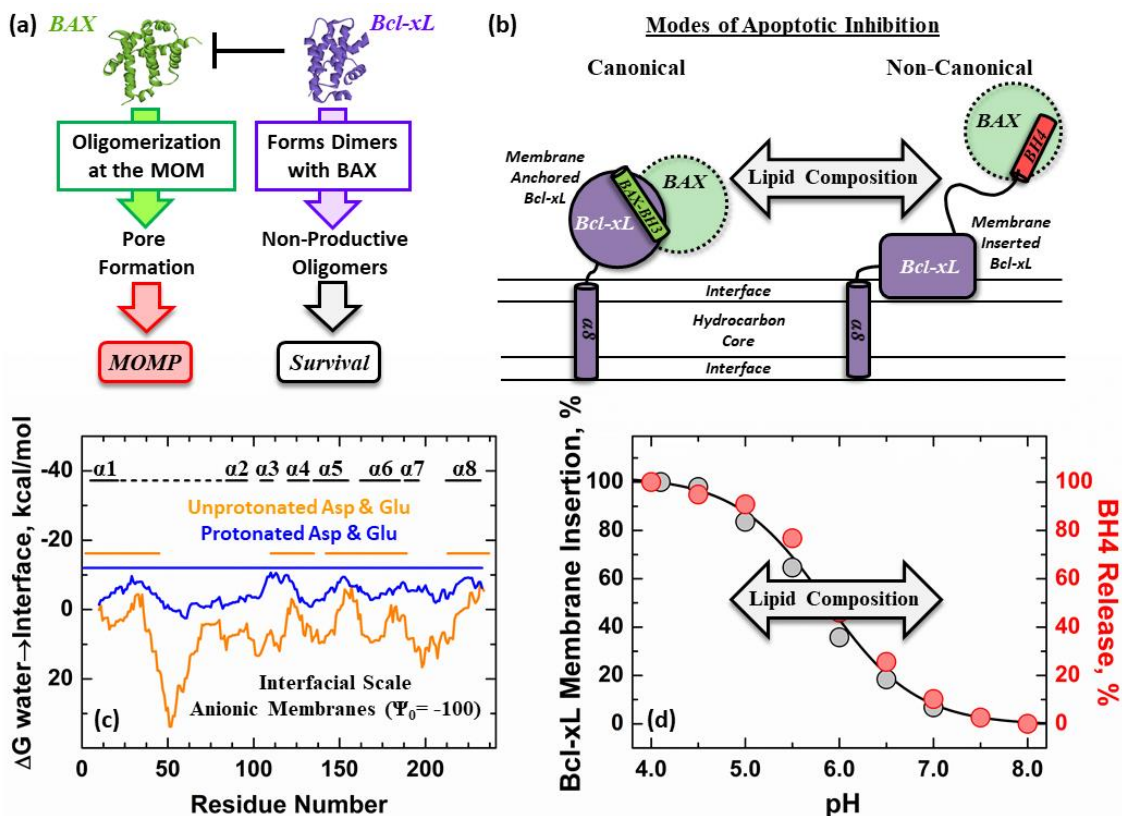 (a)
BAX
Bcl-xL
Oligomerization
at the MOM
Forms Dimers
with BAX
Pore
Formation
Non-Productive
Oligomers
MOMP
Survival
(b)
Modes of Apoptotic Inhibition
Canonical
Non-Canonical
Membrane
Anchored
Bcl-xL
Bcl-xL
BAX-BH3
BAX
Lipid Composition
BAX
BH4
Membrane
Inserted
Bcl-xL
Bcl-xL
α8
Interface
Hydrocarbon
Core
Interface
α8
ΔG water→Interface, kcal/mol
-40
-20
0
20
α1 α2 α3 α4 α5 α6 α7 α8
Unprotonated Asp & Glu
Protonated Asp & Glu
Interfacial Scale
Anionic Membranes (Ψ0= -100)
(c)
0 50 100 150 200
Residue Number
Bcl-xL Membrane Insertion, %
100
80
60
40
20
0
Lipid Composition
(d)
4.0 5.0 6.0 7.0 8.0
pH
100
80
60
40
20
0
BH4 Release, %